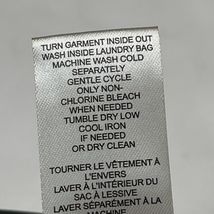 TURN GARMENT INSIDE OUT
WASH INSIDE LAUNDRY BAG
MACHINE WASH COLD
SEPARATELY
GENTLE CYCLE
ONLY NON-
CHLORINE BLEACH
WHEN NEEDED
TUMBLE DRY LOW
COOL IRON
IF NEEDED
OR DRY CLEAN
TOURNER LE VÊTEMENT À
L'ENVERS
LAVER À L'INTÉRIEUR DU
SAC À LESSIVE
LAVER SÉPARÉMENT À LA
MACHINE